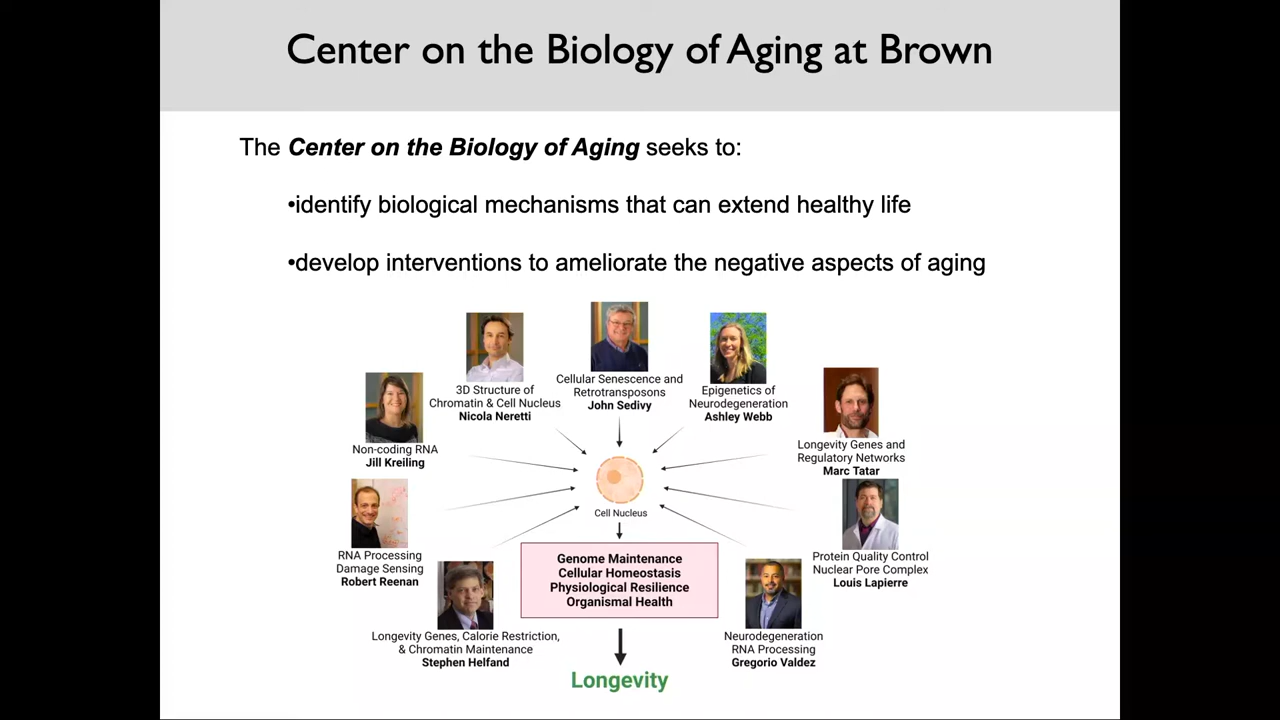 Center on the Biology of Aging at Brown
The Center on the Biology of Aging seeks to:
•identify biological mechanisms that can extend healthy life
•develop interventions to ameliorate the negative aspects of aging
Non-coding RNA
Jill Kreiling
3D Structure of
Chromatin & Cell Nucleus
Nicola Neretti
Cellular Senescence and
Retrotransposons
John Sedivy
Epigenetics of
Neurodegeneration
Ashley Webb
Longevity Genes and
Regulatory Networks
Marc Tatar
RNA Processing
Damage Sensing
Robert Reenan
Cell Nucleus
Protein Quality Control
Nuclear Pore Complex
Louis Lapierre
Longevity Genes, Calorie Restriction,
& Chromatin Maintenance
Stephen Helfand
Genome Maintenance
Cellular Homeostasis
Physiological Resilience
Organismal Health
Neurodegeneration
RNA Processing
Gregorio Valdez
Longevity